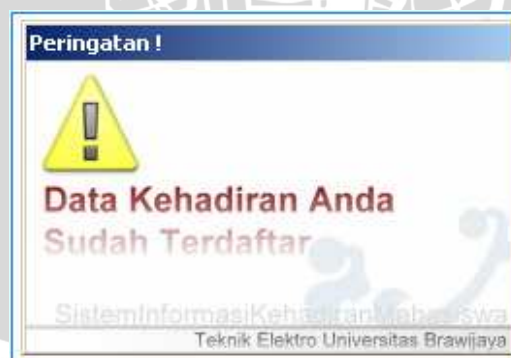 Peringatan !
Data Kehadiran Anda
Sudah Terdaftar
SistemInformasiKehadiranMahasiswa
Teknik Elektro Universitas Brawijaya